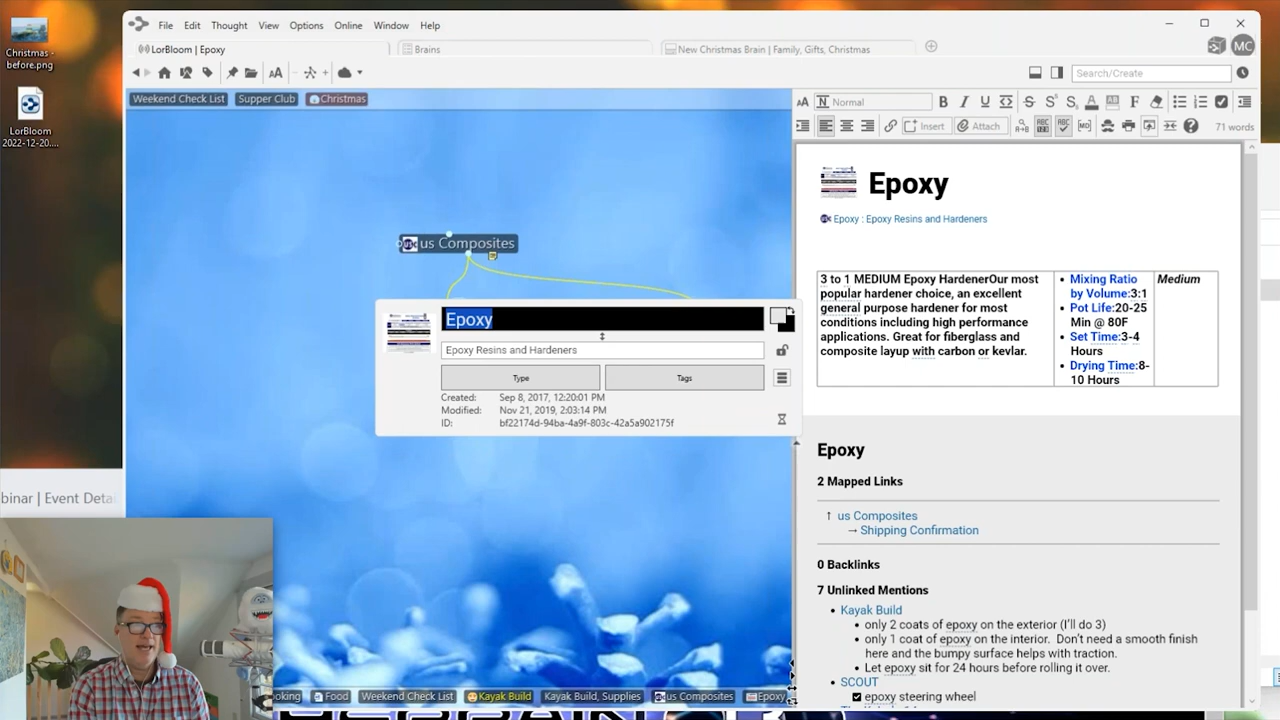 Christmas -
before.png
LorBloom
2022-12-20....
File Edit Thought View Options Online Window Help
LorBloom | Epoxy
Brains
New Christmas Brain | Family, Gifts, Christmas
MC
Search/Create
Weekend Check List Supper Club Christmas
Normal
Insert Attach 71 words
us Composites
Epoxy
Epoxy Resins and Hardeners
Type Tags
Created: Sep 8, 2017, 12:20:01 PM
Modified: Nov 21, 2019, 2:03:14 PM
ID: bf22174d-94ba-4a9f-803c-42a5a902175f
Epoxy
Epoxy : Epoxy Resins and Hardeners
3 to 1 MEDIUM Epoxy HardenerOur most
popular hardener choice, an excellent
general purpose hardener for most
conditions including high performance
applications. Great for fiberglass and
composite layup with carbon or kevlar.
• Mixing Ratio
by Volume:3:1
• Pot Life:20-25
Min @ 80F
• Set Time:3-4
Hours
• Drying Time:8-
10 Hours
Medium
Epoxy
2 Mapped Links
↑ us Composites
→ Shipping Confirmation
0 Backlinks
7 Unlinked Mentions
• Kayak Build
• only 2 coats of epoxy on the exterior (I'll do 3)
• only 1 coat of epoxy on the interior. Don't need a smooth finish
here and the bumpy surface helps with traction.
• Let epoxy sit for 24 hours before rolling it over.
• SCOUT
epoxy steering wheel
binar | Event Deta
ooking Food Weekend Check List Kayak Build Kayak Build, Supplies us Composites Epoxy